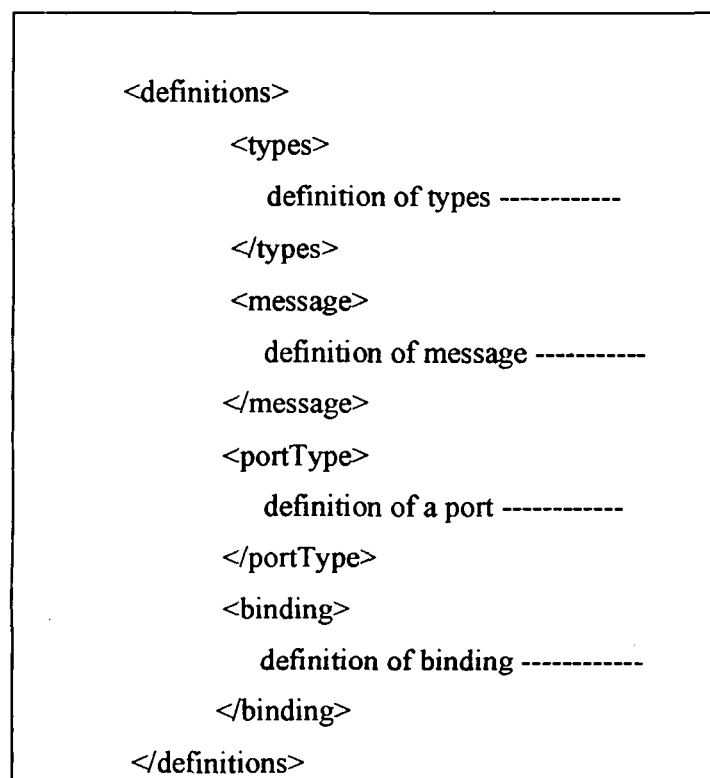 <definitions>
<types>
definition of types ------------
</types>
<message>
definition of message -----------
</message>
<portType>
definition of a port ------------
</portType>
<binding>
definition of binding ------------
</binding>
</definitions>